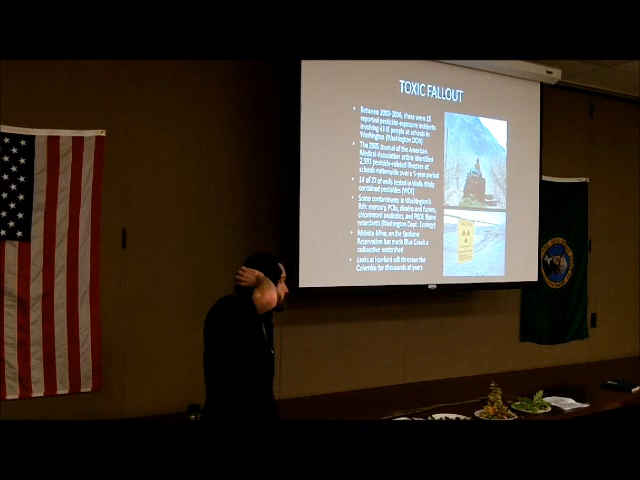 TOXIC FALLOUT
• Between 2003-2006, there were 15
reported pesticide exposure incidents
involving ill people at schools in
Washington (Washington DOH)
• The 2005 Journal of the American
Medical Association article identified
2,593 pesticide-related illnesses at
schools nationwide over a 5-year period
• 14 of 27 of wells tested in Walla Walla
contained pesticides
• Some contaminants in Washington's
fish: mercury, PCBs, dioxins and furans,
chlorinated pesticides, and PBDE flame
retardants (Washington Dept. Ecology)
• Midnite Mine, on the Spokane
Reservation has made Blue Creek a
radioactive watershed
• Leaks at Hanford will threaten the
Columbia for thousands of years
CAUTION